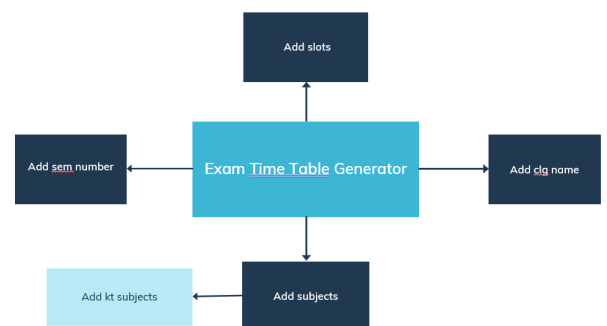 Add slots
Add sem number
Exam Time Table Generator
Add clg name
Add kt subjects
Add subjects